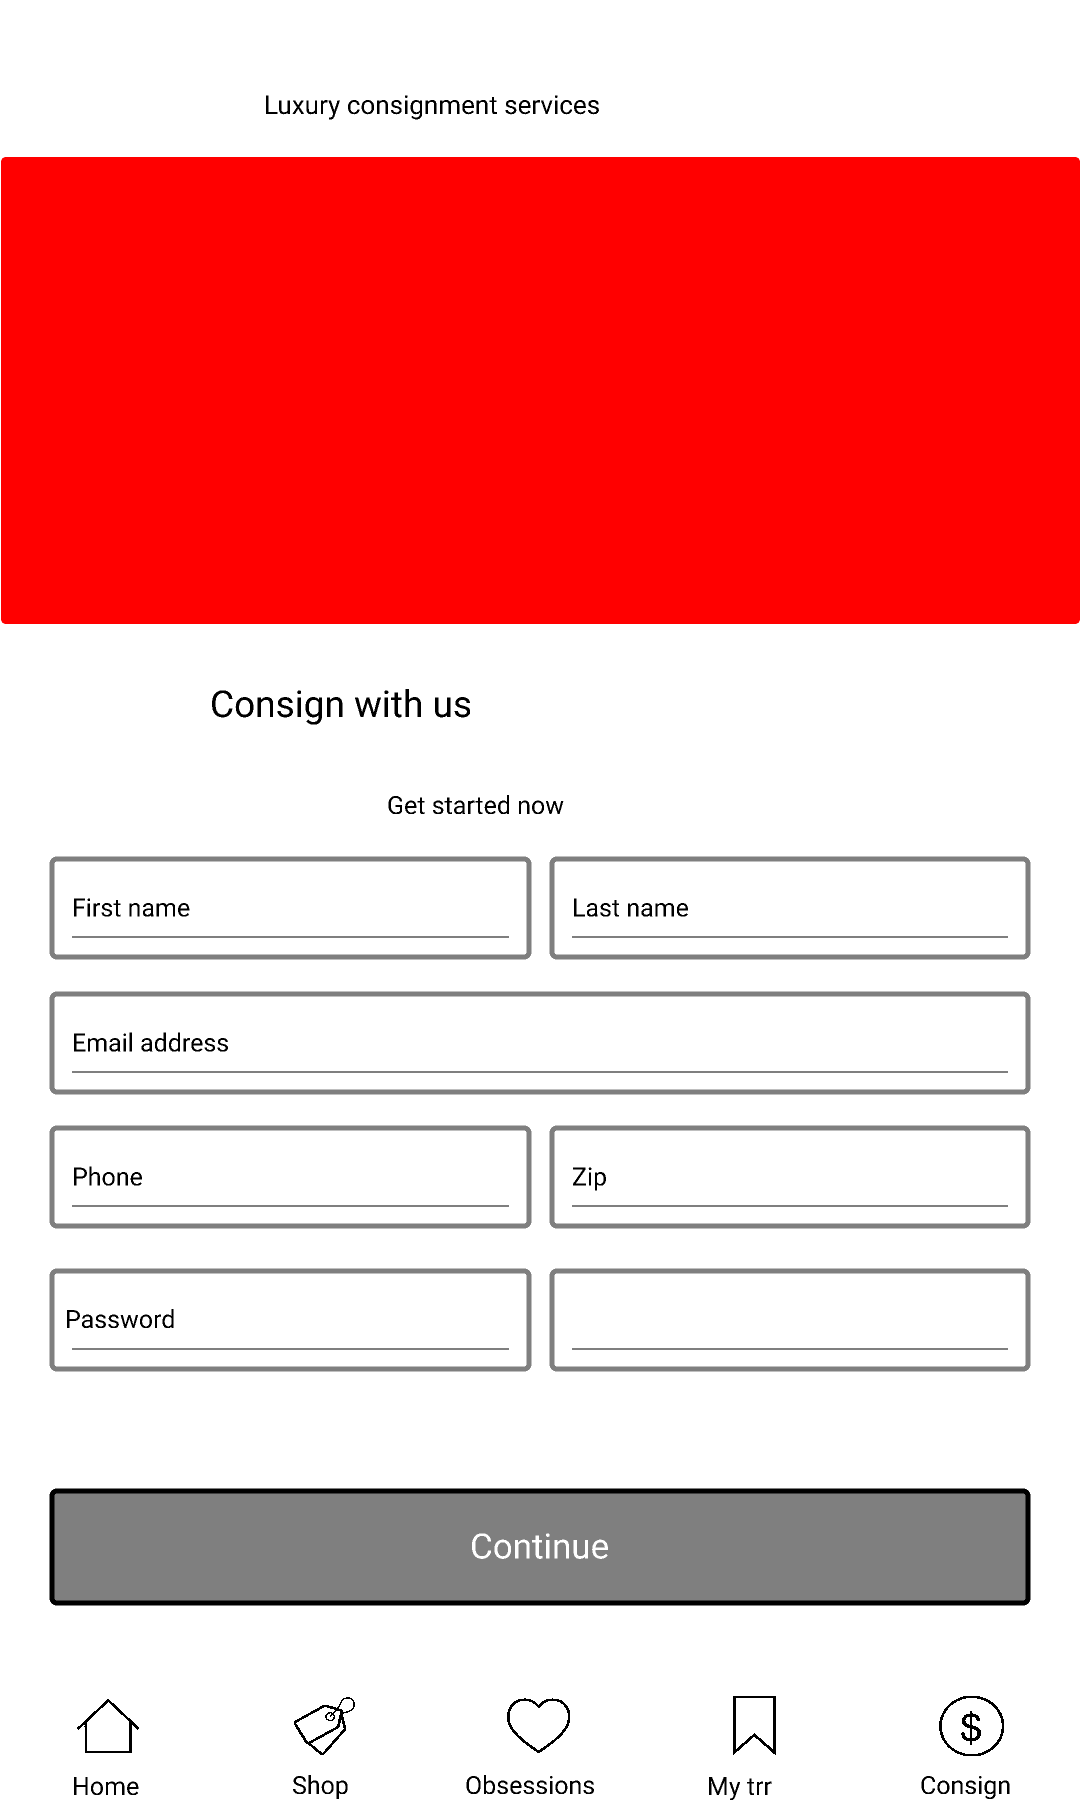 Luxury consignment services
Consign with us
Get started now
First name
Last name
Email address
Phone
Zip
Password
Continue
$
Home
Shop
Obsessions
My trr
Consign